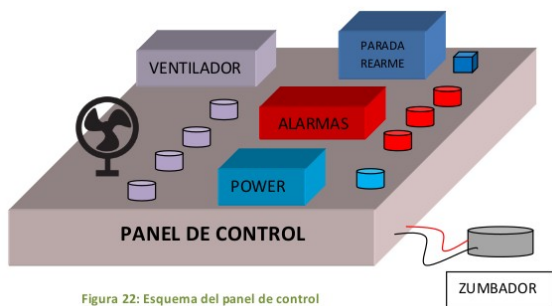 VENTILADOR
PARADA
REARME
ALARMAS
POWER
PANEL DE CONTROL
ZUMBADOR
Figura 22: Esquema del panel de control